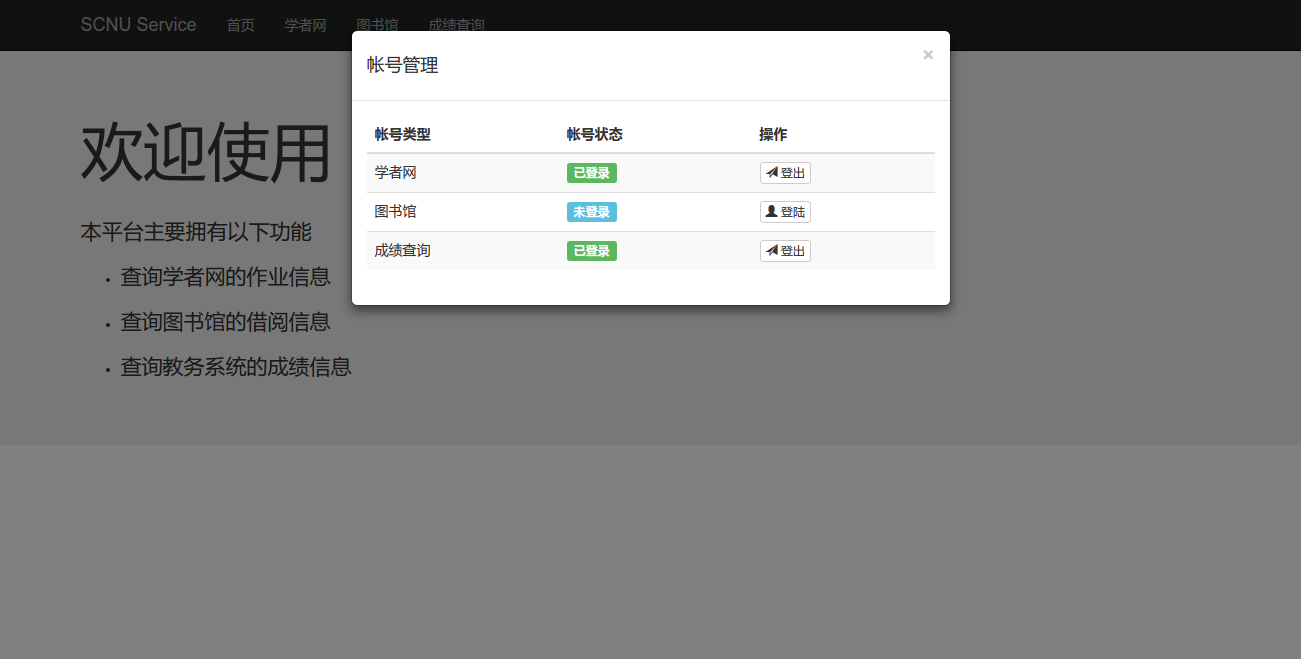 SCNU Service 首页 学者网 图书馆 成绩查询
帐号管理 ×
帐号类型 帐号状态 操作
学者网 已登录 登出
图书馆 未登录 登陆
成绩查询 已登录 登出
欢迎使用
本平台主要拥有以下功能
• 查询学者网的作业信息
• 查询图书馆的借阅信息
• 查询教务系统的成绩信息